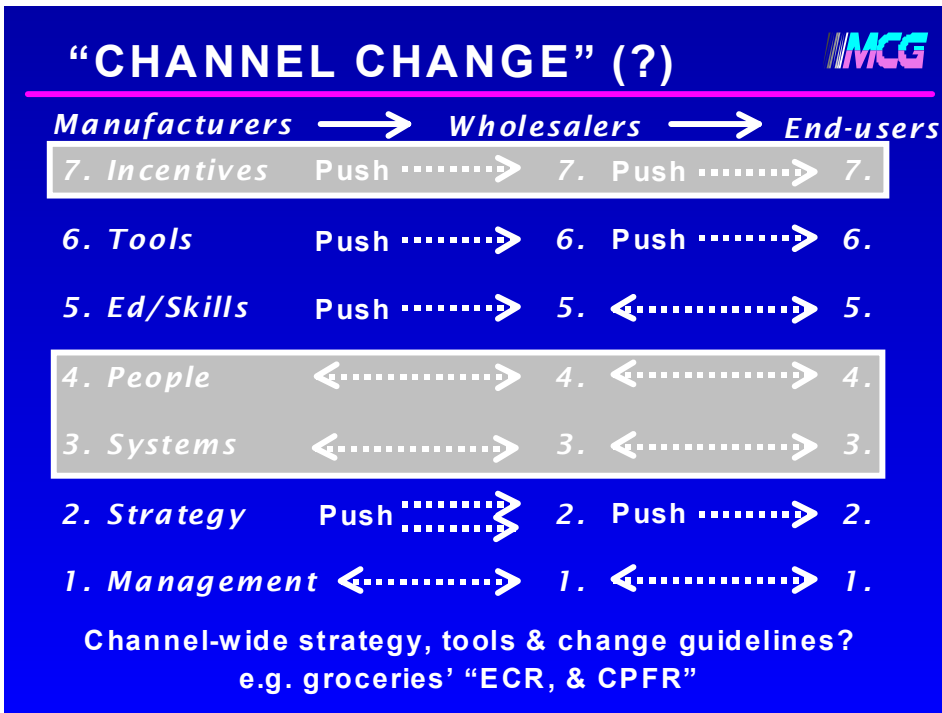 “CHANNEL CHANGE” (?)
MCG
Manufacturers Wholesalers End-users
7. Incentives Push 7. Push 7.
6. Tools Push 6. Push 6.
5. Ed/Skills Push 5. 5.
4. People 4. 4.
3. Systems 3. 3.
2. Strategy Push 2. Push 2.
1. Management 1. 1.
Channel-wide strategy, tools & change guidelines?
e.g. groceries’ “ECR, & CPFR”